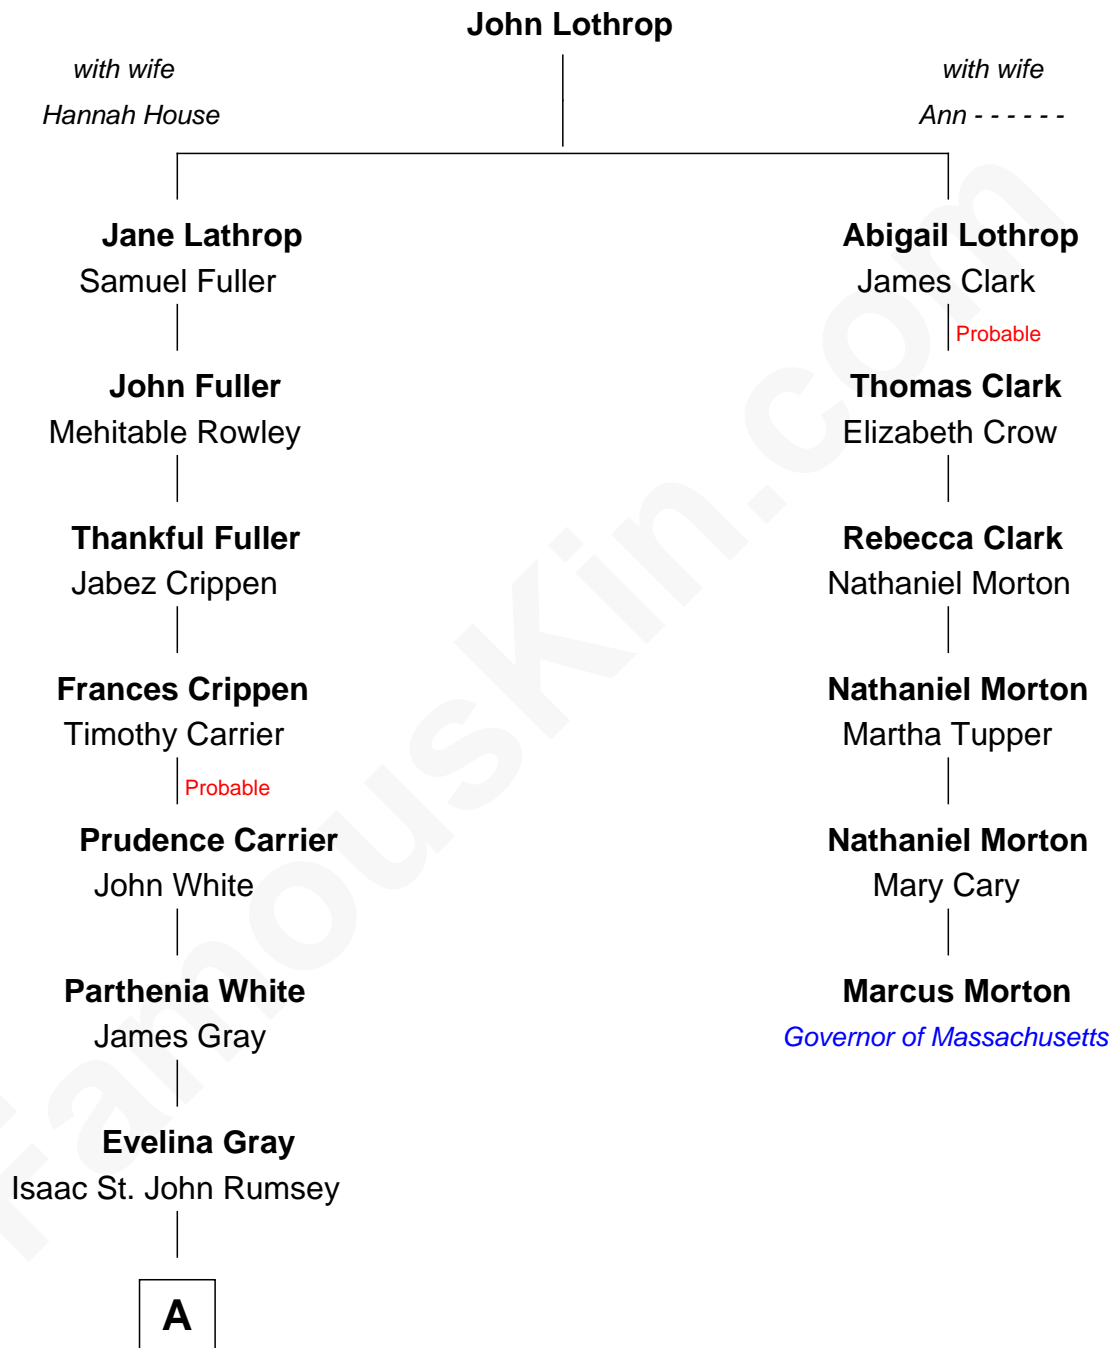 John Lothrop
with wife
Hannah House
with wife
Ann - - - - - -
Jane Lathrop
Samuel Fuller
Abigail Lothrop
James Clark
Probable
John Fuller
Mehitable Rowley
Thomas Clark
Elizabeth Crow
Thankful Fuller
Jabez Crippen
Rebecca Clark
Nathaniel Morton
Frances Crippen
Timothy Carrier
Probable
Nathaniel Morton
Martha Tupper
Prudence Carrier
John White
Nathaniel Morton
Mary Cary
Parthenia White
James Gray
Marcus Morton
Governor of Massachusetts
Evelina Gray
Isaac St. John Rumsey
A
FamousKin.com